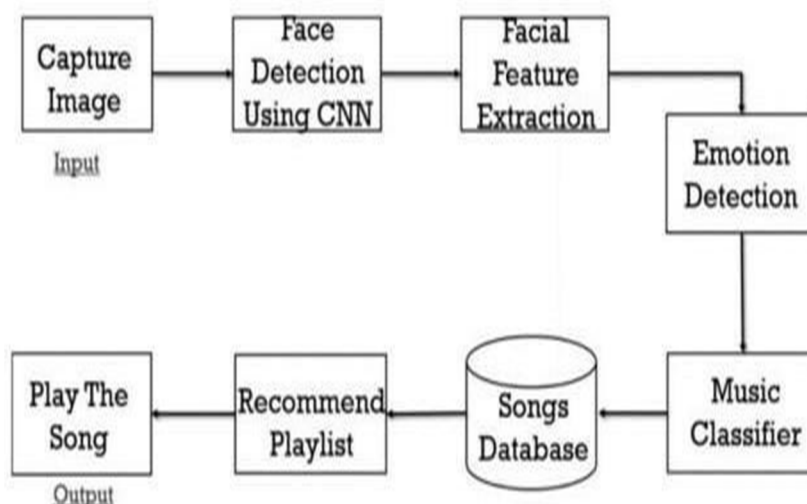 Capture
Image
Input
Face
Detection
Using CNN
Facial
Feature
Extraction
Emotion
Detection
Music
Classifier
Songs
Database
Recommend
Playlist
Play The
Song
Output